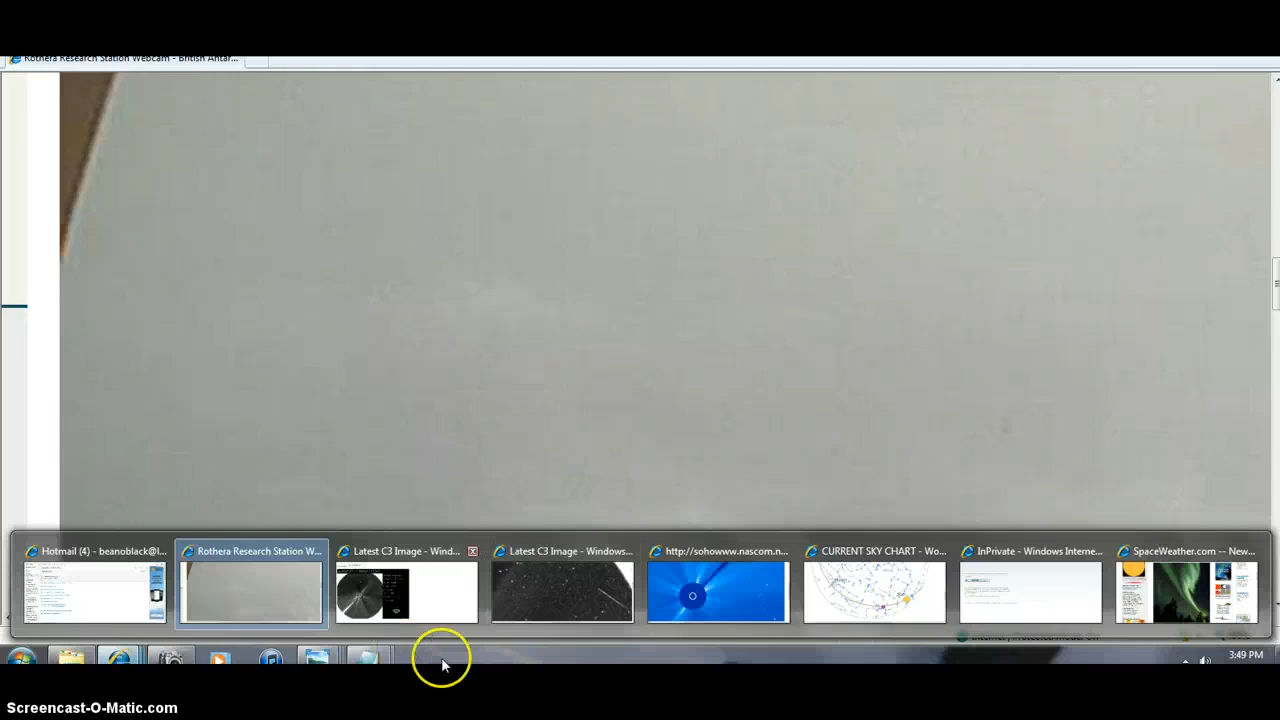 Rothera Research Station Webcam - British Antar...
Hotmail (4) - beanoblack@l...
Rothera Research Station W...
Latest C3 Image - Wind...
Latest C3 Image - Windows...
http://sohowww.nascom.n...
CURRENT SKY CHART - Wo...
InPrivate - Windows Interne...
SpaceWeather.com -- New...
3:49 PM
Screencast-O-Matic.com